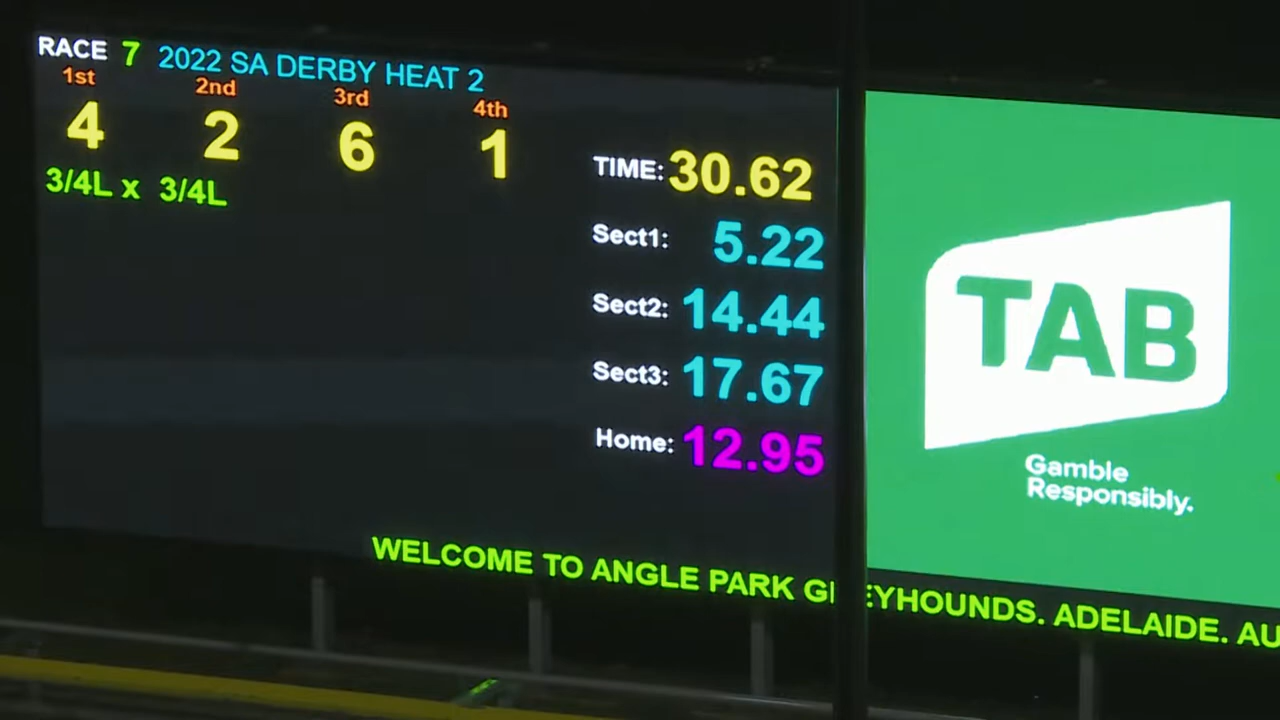 RACE 7 2022 SA DERBY HEAT 2
1st 2nd 3rd 4th
4 2 6 1
3/4L x 3/4L
TIME: 30.62
Sect1: 5.22
Sect2: 14.44
Sect3: 17.67
Home: 12.95
TAB
Gamble
Responsibly.
WELCOME TO ANGLE PARK GREYHOUNDS. ADELAIDE. AU